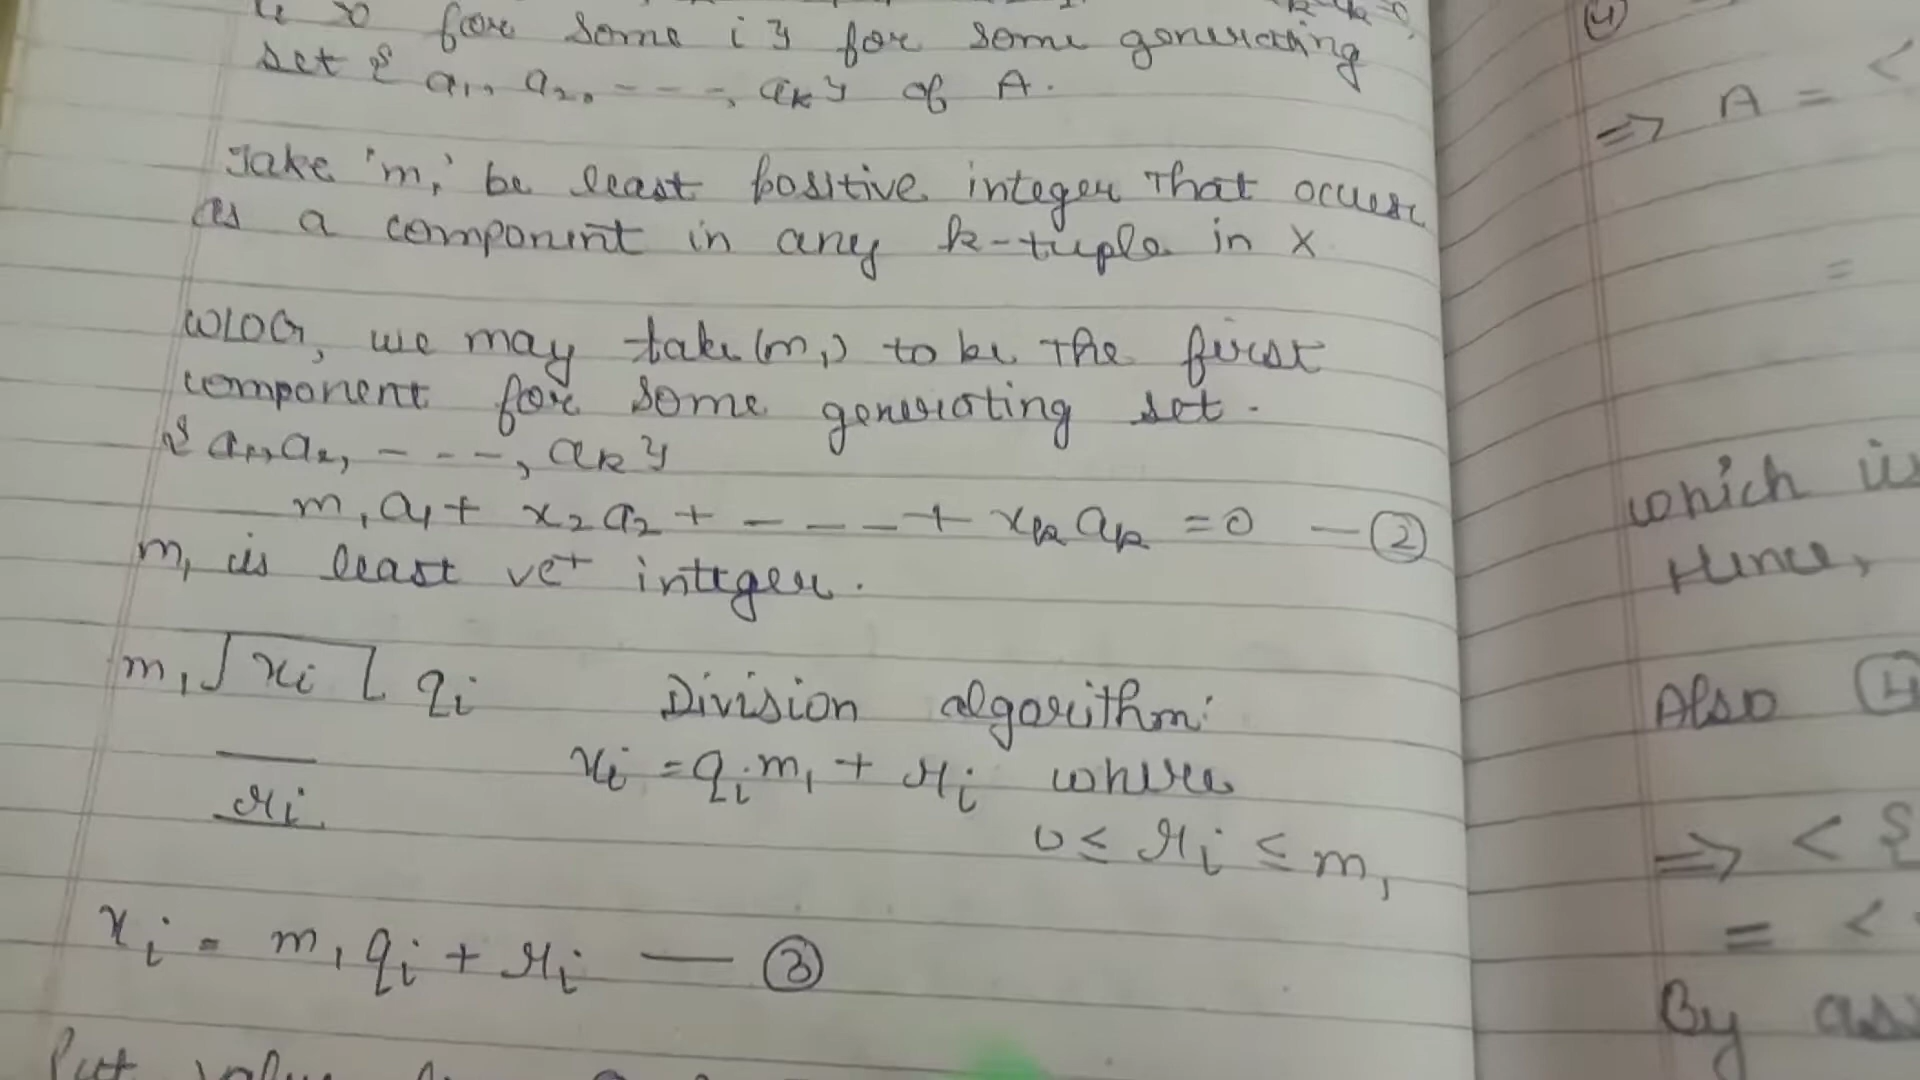 for some i} for some generating
set { a₁, a₂, ----, aₖ} of A.
Take 'm₁' be least positive integer that occurs
as a component in any k-tuple in X
WLOG, we may take (m₁) to be the first
component for some generating set.
{ a₁, a₂, ----, aₖ}
m₁a₁ + x₂a₂ + ---- + xₖaₖ = 0 — ②
m₁ is least ve⁺ integer.
m₁ ) xᵢ ( qᵢ
rᵢ
Division algorithm:
xᵢ = qᵢ.m₁ + rᵢ where
0 ≤ rᵢ ≤ m₁
xᵢ = m₁qᵢ + rᵢ — ③
Put value
④
⇒ A = <
=
which is
Hence,
Also ④
⇒ < {
= <
By